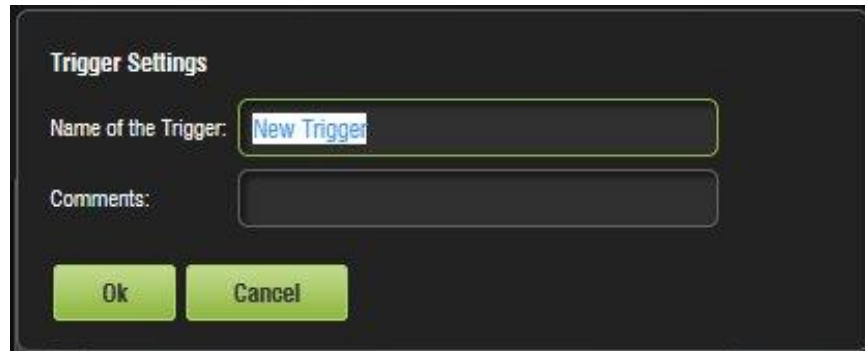 Trigger Settings
Name of the Trigger: New Trigger
Comments:
Ok Cancel